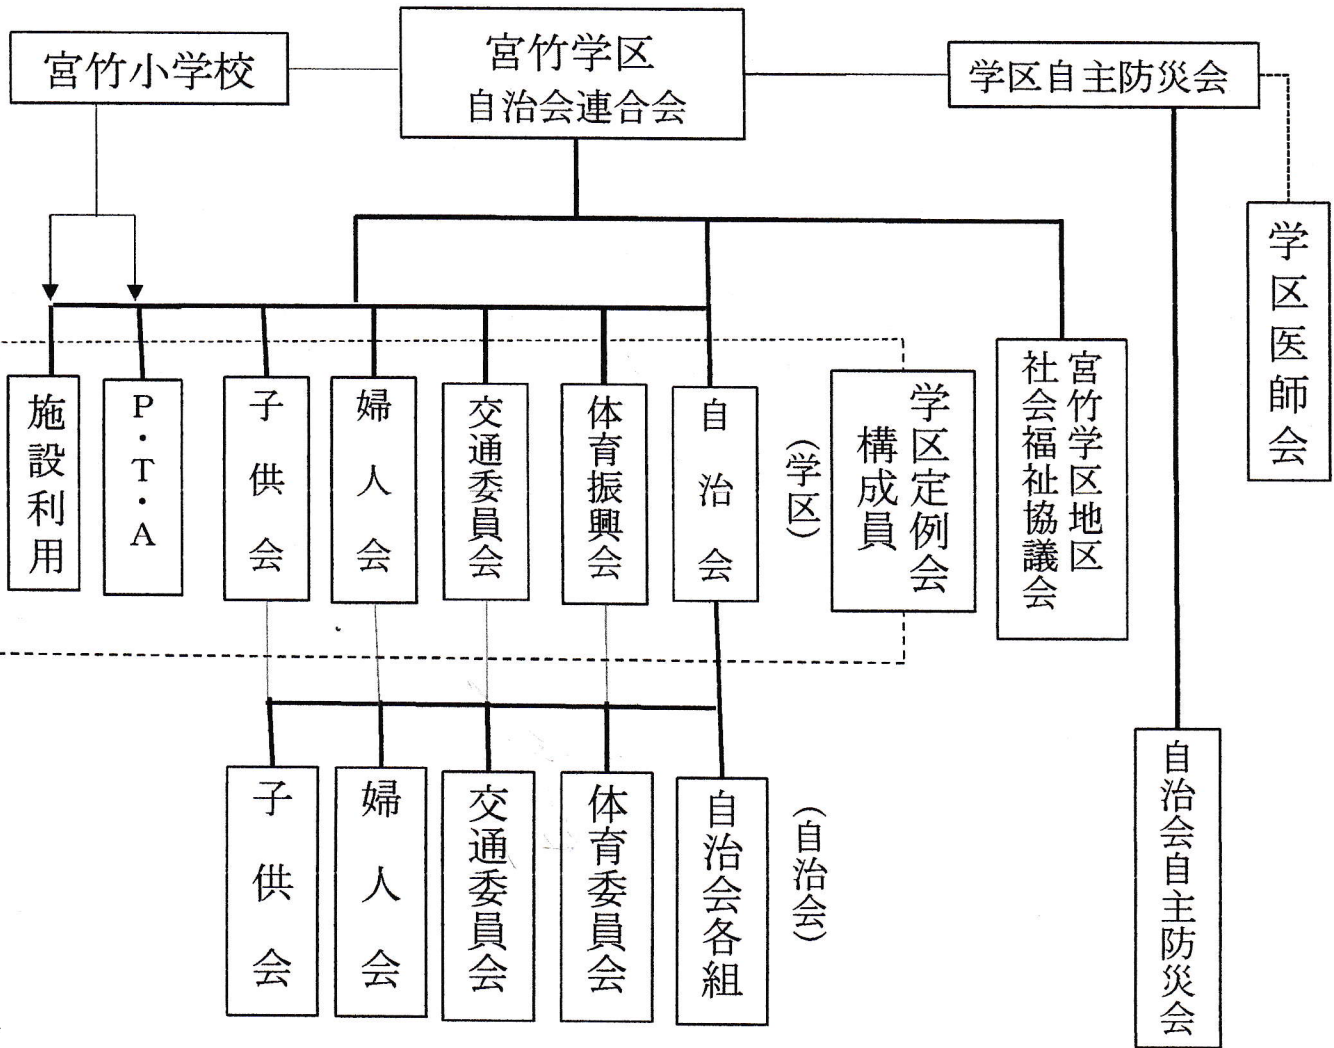 宮竹小学校
宮竹学区
自治会連合会
学区自主防災会
学区医師会
宮竹学区地区
社会福祉協議会
学区定例会
構成員
(学区)
自治会
体育振興会
交通委員会
婦人会
子供会
P・T・A
施設利用
自治会自主防災会
(自治会)
自治会各組
体育委員会
交通委員会
婦人会
子供会